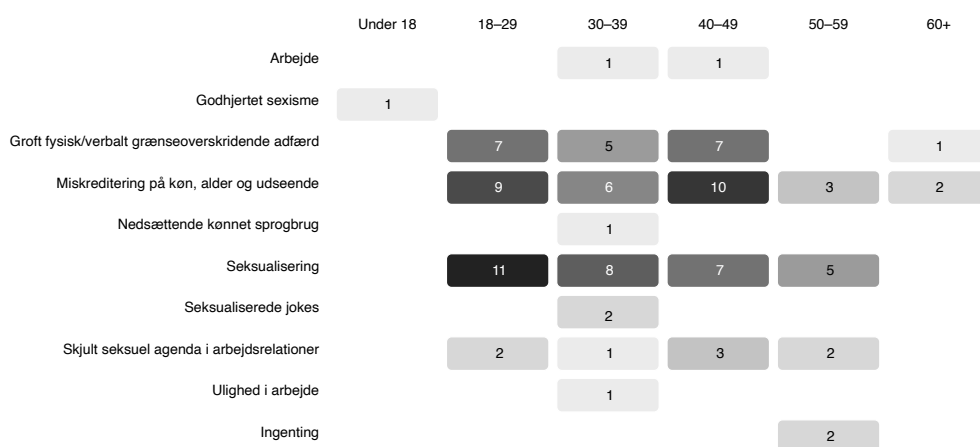 Under 18 18–29 30–39 40–49 50–59 60+
Arbejde 1 1
Godhjertet sexisme 1
Groft fysisk/verbalt grænseoverskridende adfærd 7 5 7 1
Miskreditering på køn, alder og udseende 9 6 10 3 2
Nedsættende kønnet sprogbrug 1
Seksualisering 11 8 7 5
Seksualiserede jokes 2
Skjult seksuel agenda i arbejdsrelationer 2 1 3 2
Ulighed i arbejde 1
Ingenting 2